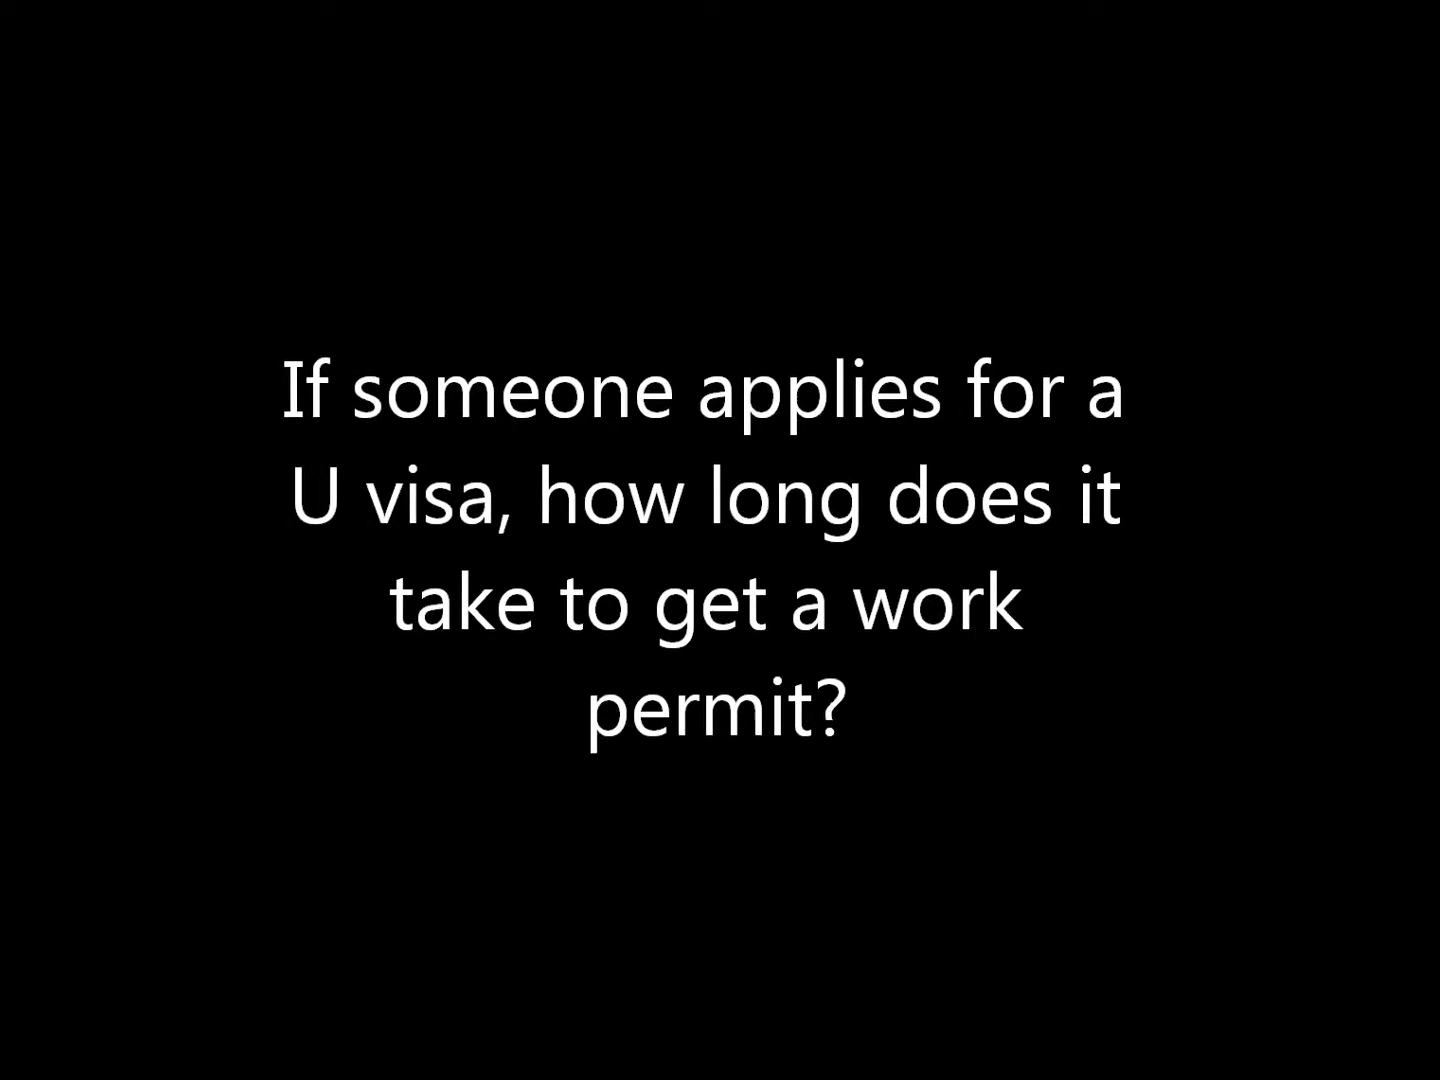 If someone applies for a
U visa, how long does it
take to get a work
permit?